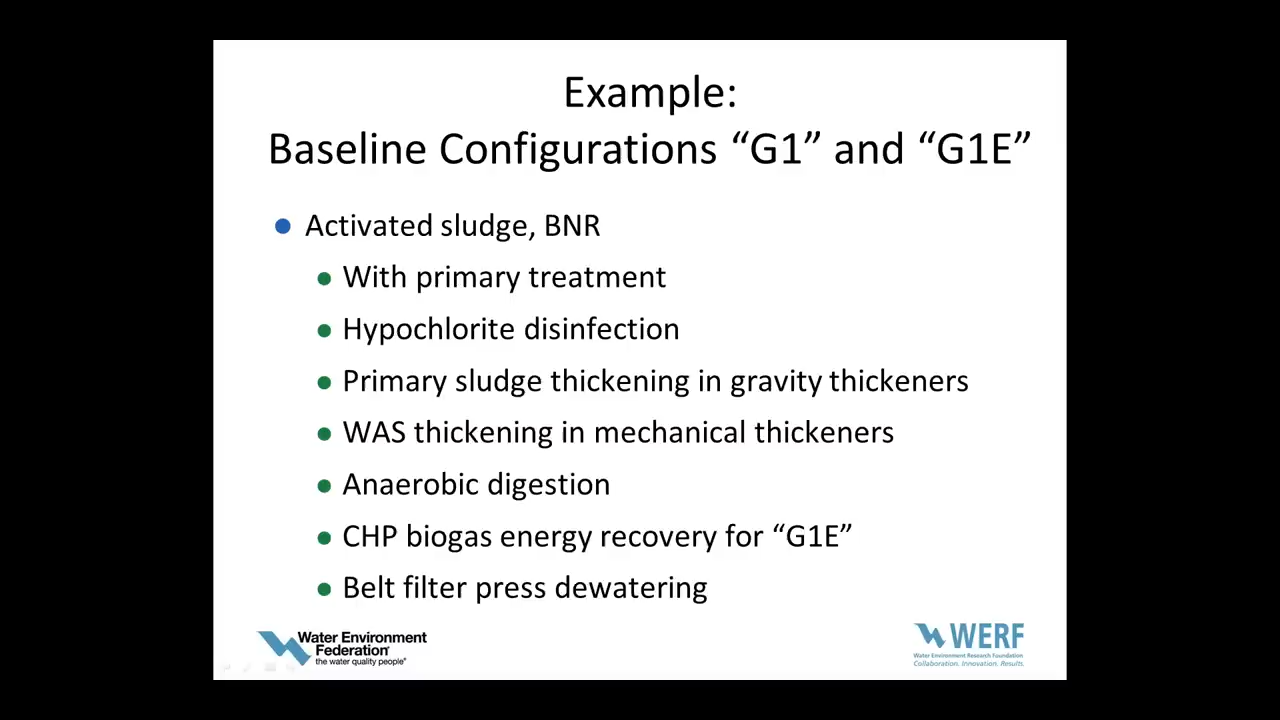 Example:
Baseline Configurations “G1” and “G1E”
Activated sludge, BNR
With primary treatment
Hypochlorite disinfection
Primary sludge thickening in gravity thickeners
WAS thickening in mechanical thickeners
Anaerobic digestion
CHP biogas energy recovery for “G1E”
Belt filter press dewatering
Water Environment
Federation
the water quality people
WERF
Water Environment Research Foundation
Collaboration. Innovation. Results.